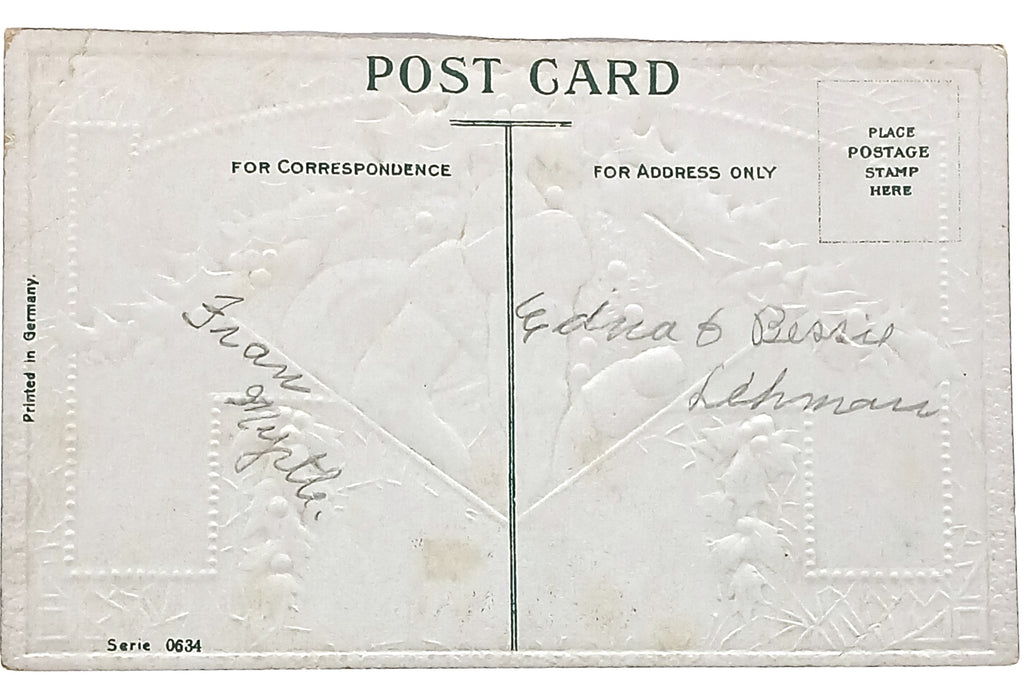 POST CARD
FOR CORRESPONDENCE
FOR ADDRESS ONLY
PLACE
POSTAGE
STAMP
HERE
Printed in Germany.
Fran
Myrtle.
Edna & Bessie
Lehman
Serie 0634